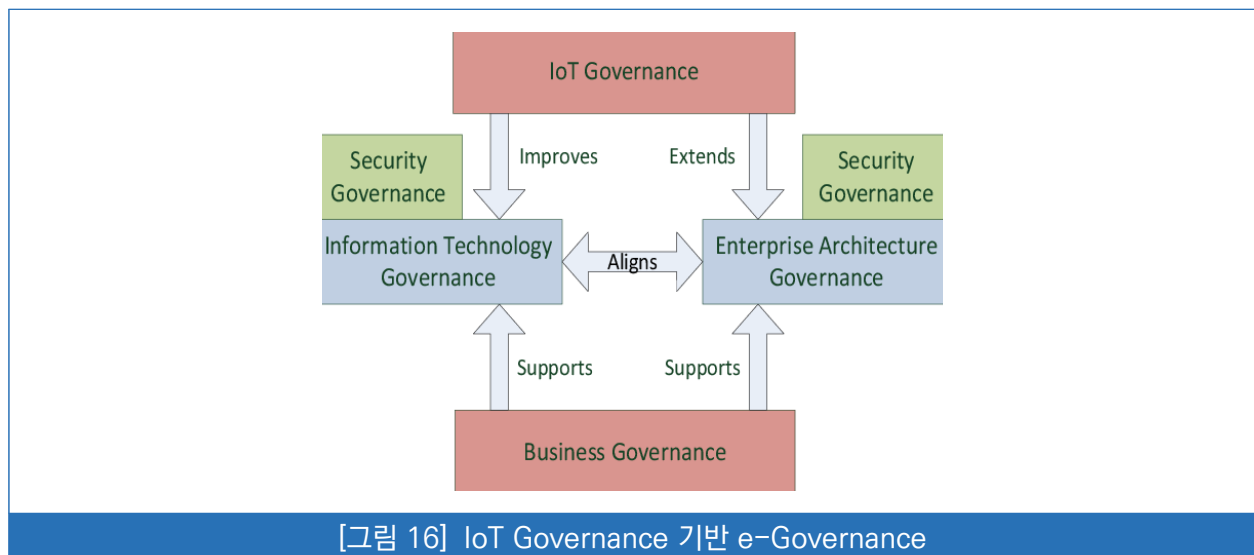 IoT Governance
Improves
Extends
Security
Governance
Security
Governance
Information Technology
Governance
Aligns
Enterprise Architecture
Governance
Supports
Supports
Business Governance
[그림 16] IoT Governance 기반 e-Governance